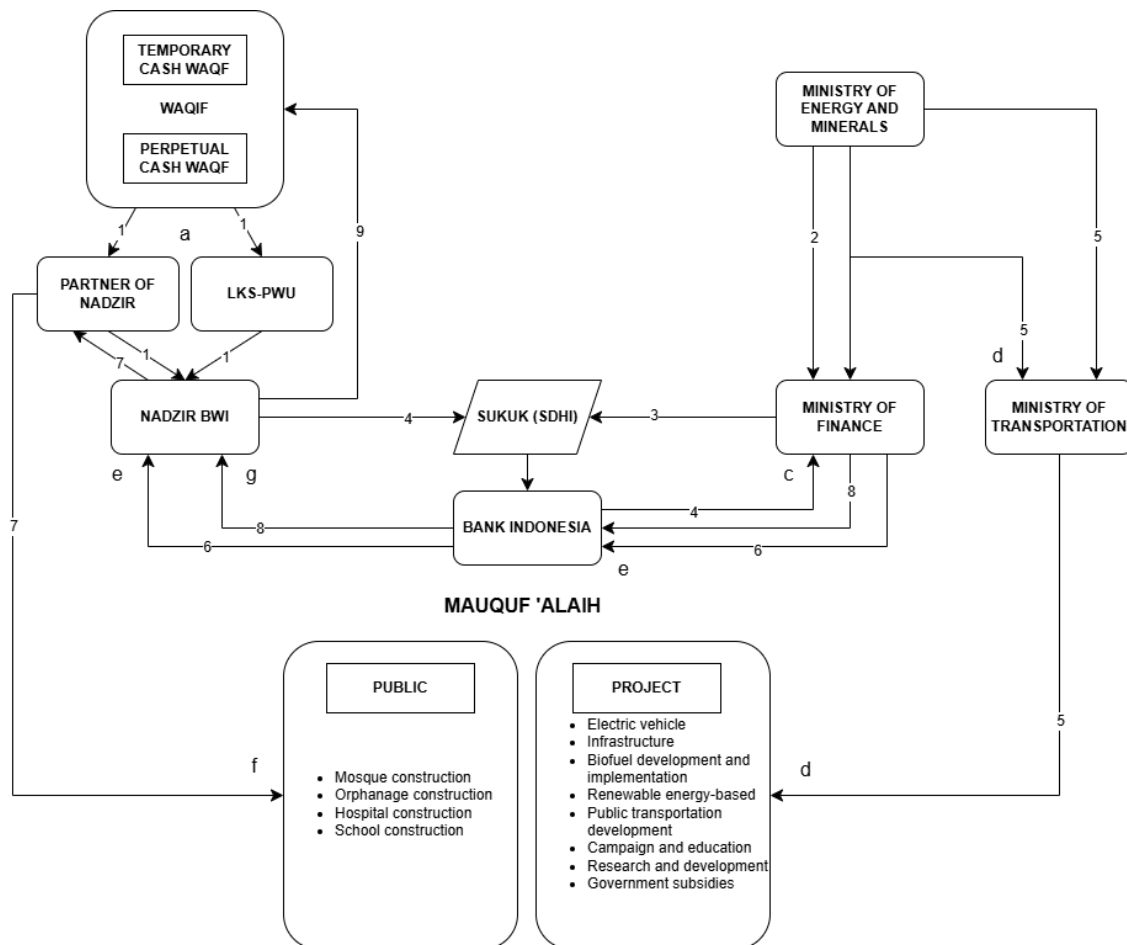 TEMPORARY
CASH WAQF
WAQIF
PERPETUAL
CASH WAQF
MINISTRY OF
ENERGY AND
MINERALS
1
1
a
9
2
5
5
d
PARTNER OF
NADZIR
LKS-PWU
7
1
1
NADZIR BWI
4
SUKUK (SDHI)
3
MINISTRY OF
FINANCE
MINISTRY OF
TRANSPORTATION
e
g
c
8
BANK INDONESIA
4
8
6
6
e
7
5
MAUQUF 'ALAIH
PUBLIC
• Mosque construction
• Orphanage construction
• Hospital construction
• School construction
f
PROJECT
• Electric vehicle
• Infrastructure
• Biofuel development and
implementation
• Renewable energy-based
• Public transportation
development
• Campaign and education
• Research and development
• Government subsidies
d